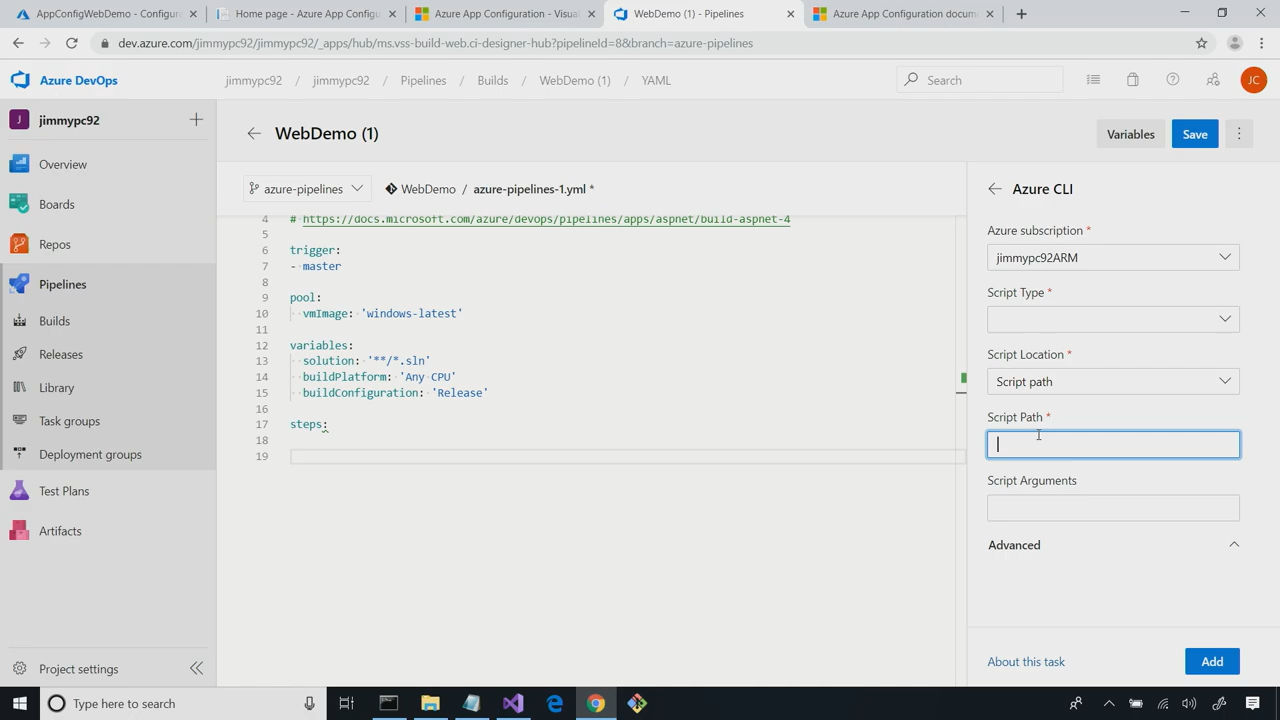 AppConfigWebDemo - Configurat
Home page - Azure App Configu
Azure App Configuration - Visual
WebDemo (1) - Pipelines
Azure App Configuration docum
dev.azure.com/jimmypc92/jimmypc92/_apps/hub/ms.vss-build-web.ci-designer-hub?pipelineId=8&branch=azure-pipelines
Azure DevOps
jimmypc92 / jimmypc92 / Pipelines / Builds / WebDemo (1) / YAML
Search
JC
J jimmypc92
Overview
Boards
Repos
Pipelines
Builds
Releases
Library
Task groups
Deployment groups
Test Plans
Artifacts
Project settings
WebDemo (1)
Variables
Save
azure-pipelines
WebDemo / azure-pipelines-1.yml *
4 # https://docs.microsoft.com/azure/devops/pipelines/apps/aspnet/build-aspnet-4
5
6 trigger:
7 - master
8
9 pool:
10 vmImage: 'windows-latest'
11
12 variables:
13 solution: '**/*.sln'
14 buildPlatform: 'Any CPU'
15 buildConfiguration: 'Release'
16
17 steps:
18
19
Azure CLI
Azure subscription *
jimmypc92ARM
Script Type *
Script Location *
Script path
Script Path *
Script Arguments
Advanced
About this task
Add
Type here to search